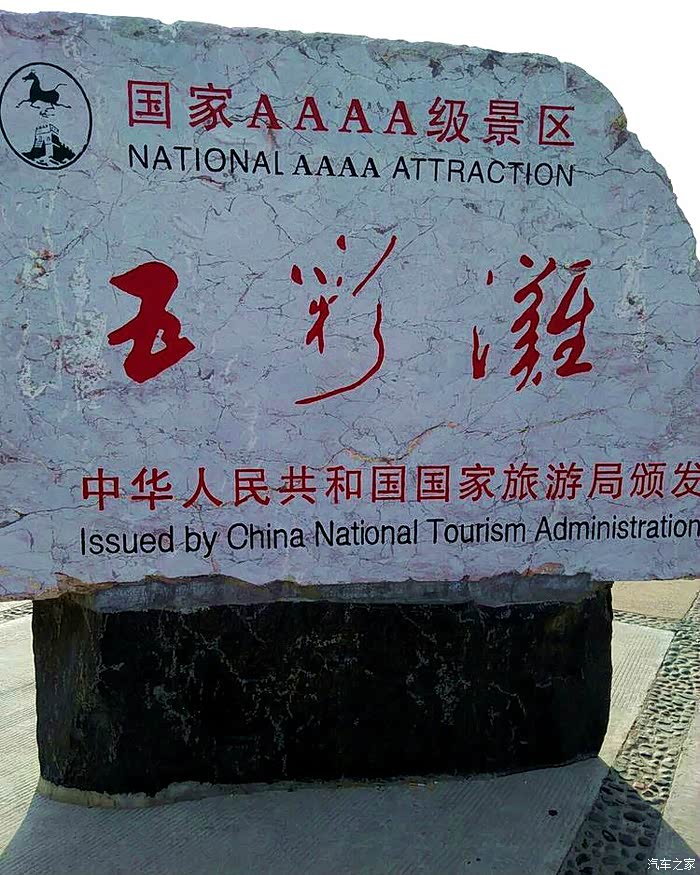 国家AAAA级景区
NATIONAL AAAA ATTRACTION
五彩滩
中华人民共和国国家旅游局颁发
Issued by China National Tourism Administration
汽车之家